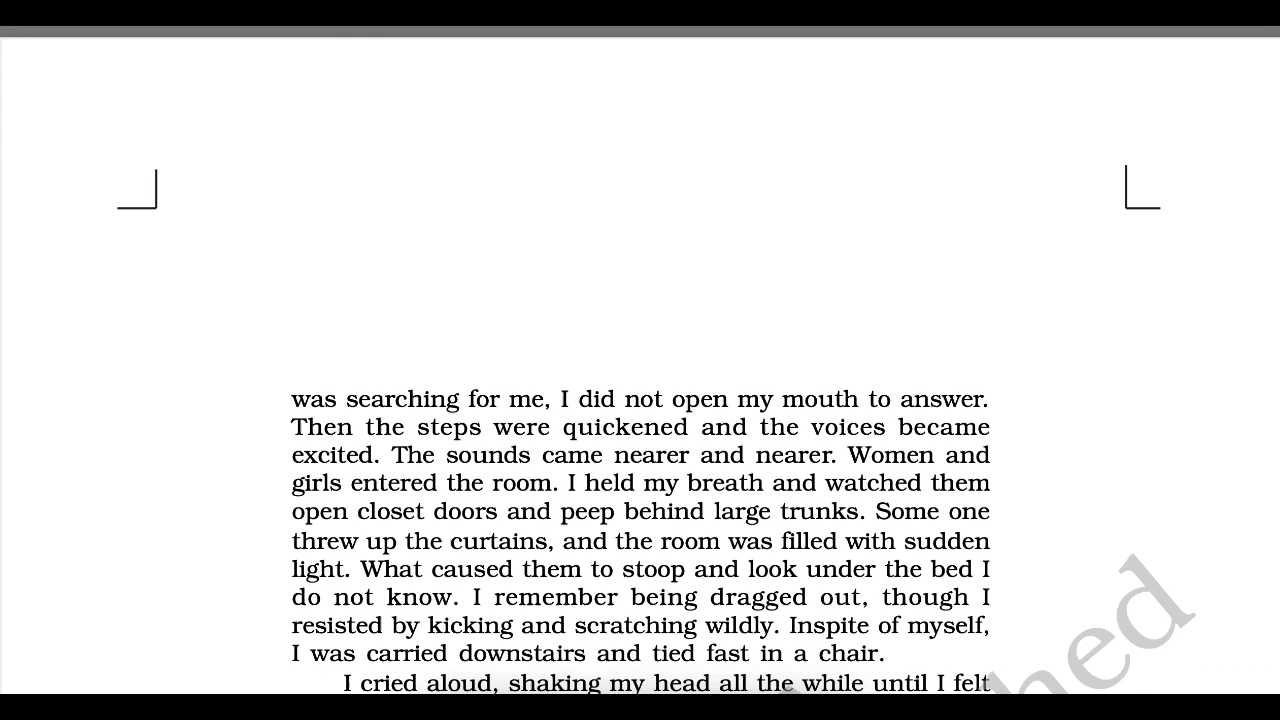 was searching for me, I did not open my mouth to answer.
Then the steps were quickened and the voices became
excited. The sounds came nearer and nearer. Women and
girls entered the room. I held my breath and watched them
open closet doors and peep behind large trunks. Some one
threw up the curtains, and the room was filled with sudden
light. What caused them to stoop and look under the bed I
do not know. I remember being dragged out, though I
resisted by kicking and scratching wildly. Inspite of myself,
I was carried downstairs and tied fast in a chair.
I cried aloud, shaking my head all the while until I felt
hed